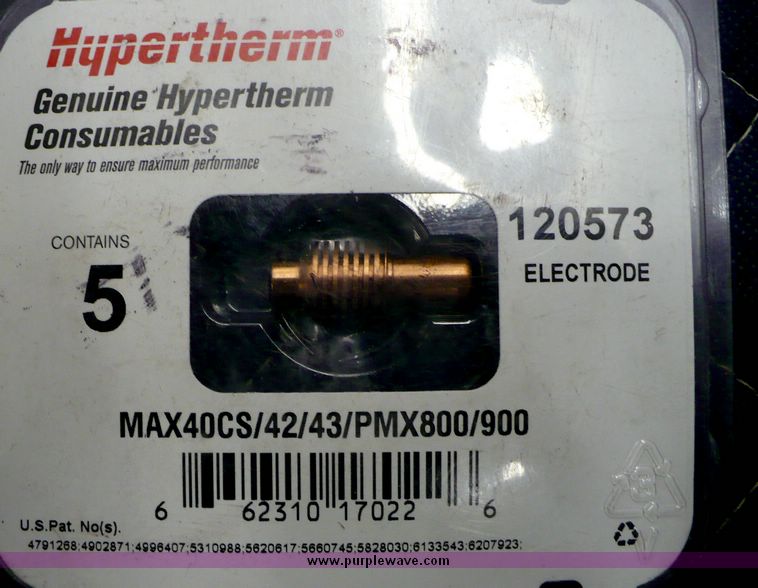 Hypertherm®
Genuine Hypertherm
Consumables
The only way to ensure maximum performance
CONTAINS
5
120573
ELECTRODE
MAX40CS/42/43/PMX800/900
6 62310 17022 6
U.S.Pat. No(s).
4791268;4902871;4996407;5310988;5620617;5660745;5828030;6133543;6207923;
www.purplewave.com